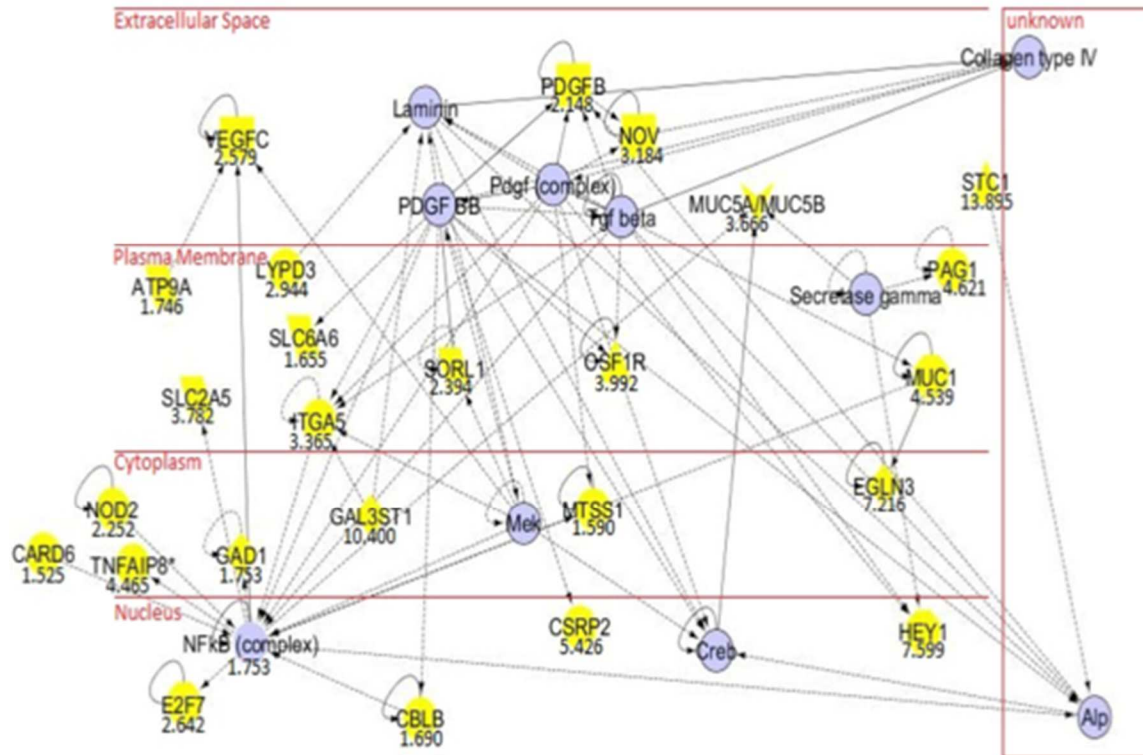 Extracellular Space
unknown
Collagen type IV
PDGFB
2.148
Laminin
VEGFC
2.579
NOV
3.184
Pdgf (complex)
STC1
13.895
PDGF BB
Tgf beta
MUC5A/MUC5B
3.666
Plasma Membrane
LYPD3
2.944
ATP9A
1.746
PAG1
4.621
Secretase gamma
SLC6A6
1.655
SORL1
2.394
CSF1R
3.992
MUC1
4.539
SLC2A5
3.782
ITGA5
3.365
Cytoplasm
EGLN3
7.216
NOD2
2.252
GAL3ST1
10.400
Mek
MTSS1
1.590
CARD6
1.525
TNFAIP8*
4.465
GAD1
1.753
Nucleus
CSRP2
5.426
HEY1
7.599
NFkB (complex)
1.753
Creb
E2F7
2.642
CBLB
1.690
Alp